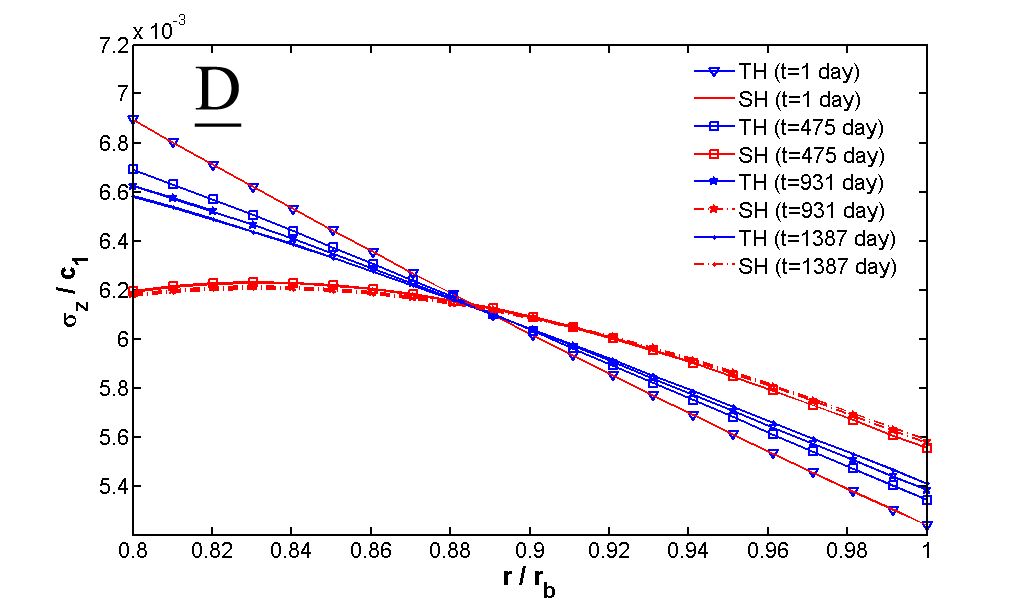 x 10⁻³
D
7.2
7
6.8
6.6
6.4
6.2
6
5.8
5.6
5.4
σz / c1
TH (t=1 day)
SH (t=1 day)
TH (t=475 day)
SH (t=475 day)
TH (t=931 day)
SH (t=931 day)
TH (t=1387 day)
SH (t=1387 day)
0.8 0.82 0.84 0.86 0.88 0.9 0.92 0.94 0.96 0.98 1
r / rb